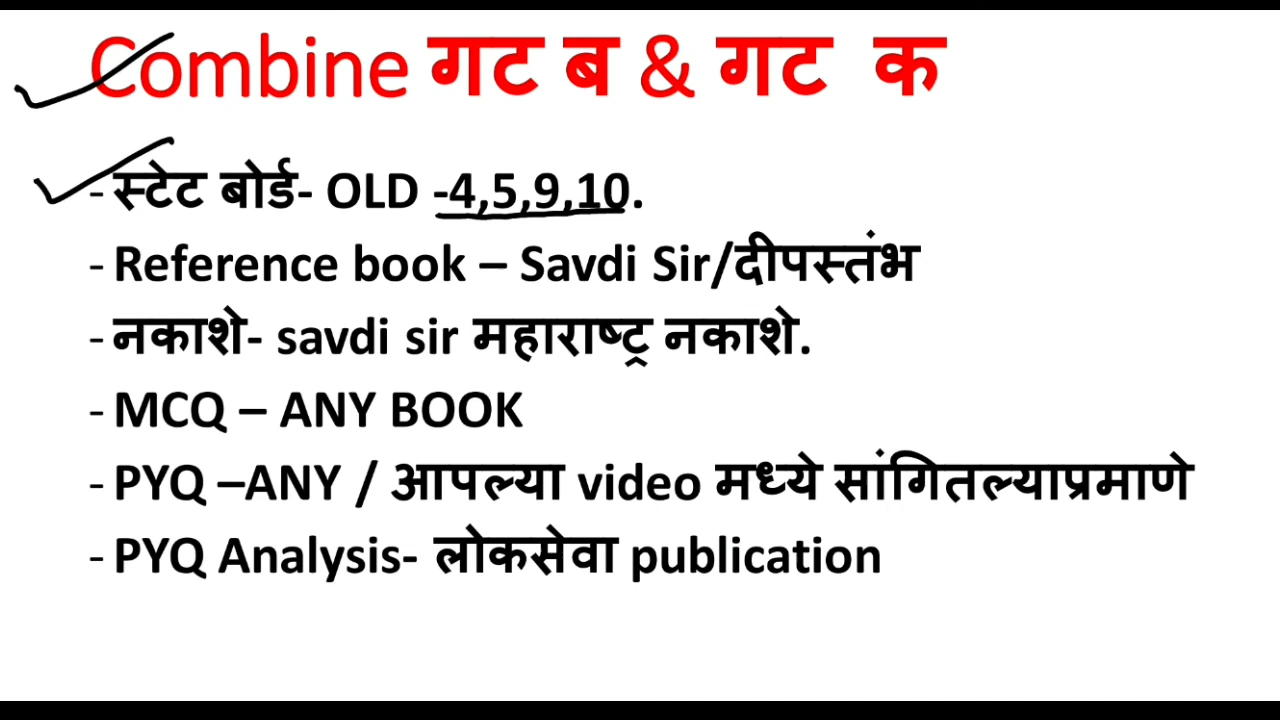 Combine गट ब & गट क
- स्टेट बोर्ड- OLD -4,5,9,10.
- Reference book – Savdi Sir/दीपस्तंभ
- नकाशे- savdi sir महाराष्ट्र नकाशे.
- MCQ – ANY BOOK
- PYQ –ANY / आपल्या video मध्ये सांगितल्याप्रमाणे
- PYQ Analysis- लोकसेवा publication